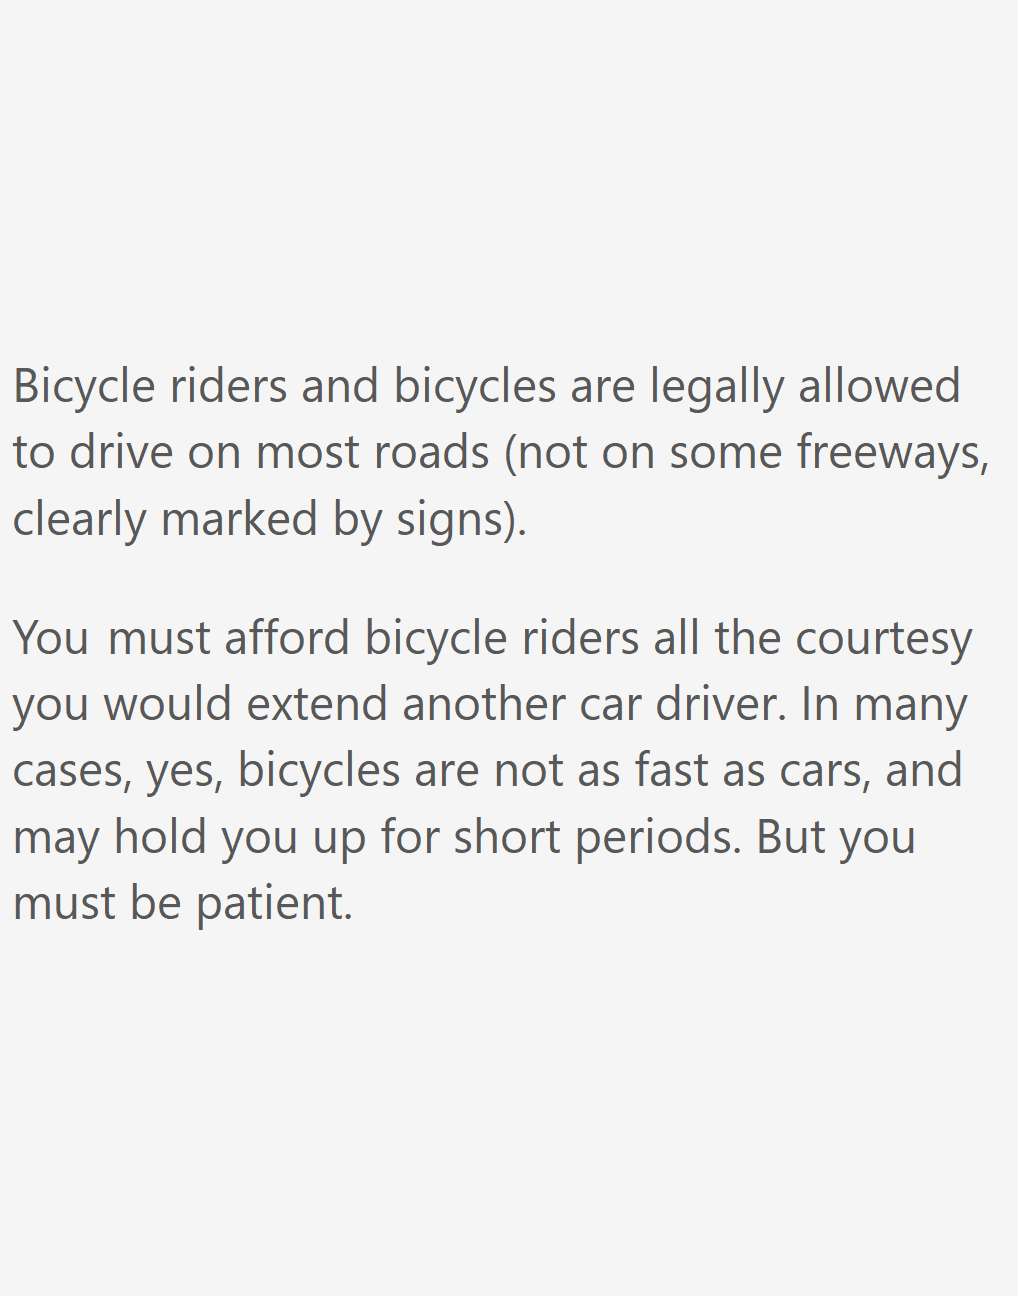 Bicycle riders and bicycles are legally allowed
to drive on most roads (not on some freeways,
clearly marked by signs).
You must afford bicycle riders all the courtesy
you would extend another car driver. In many
cases, yes, bicycles are not as fast as cars, and
may hold you up for short periods. But you
must be patient.